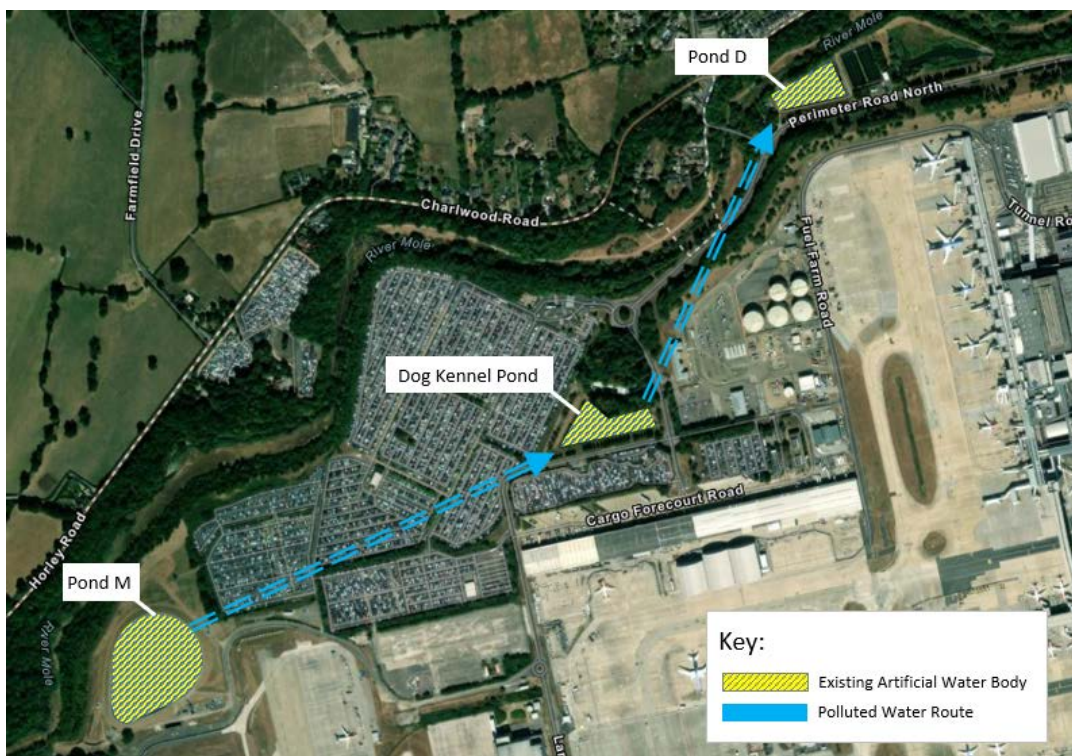 River Mole
Pond D
Perimeter Road North
Farmfield Drive
Charlwood Road
Tunnel Ro
River Mole
Fuel Farm Road
Dog Kennel Pond
Cargo Forecourt Road
Horley Road
Pond M
River Mole
Lar
Key:
Existing Artificial Water Body
Polluted Water Route